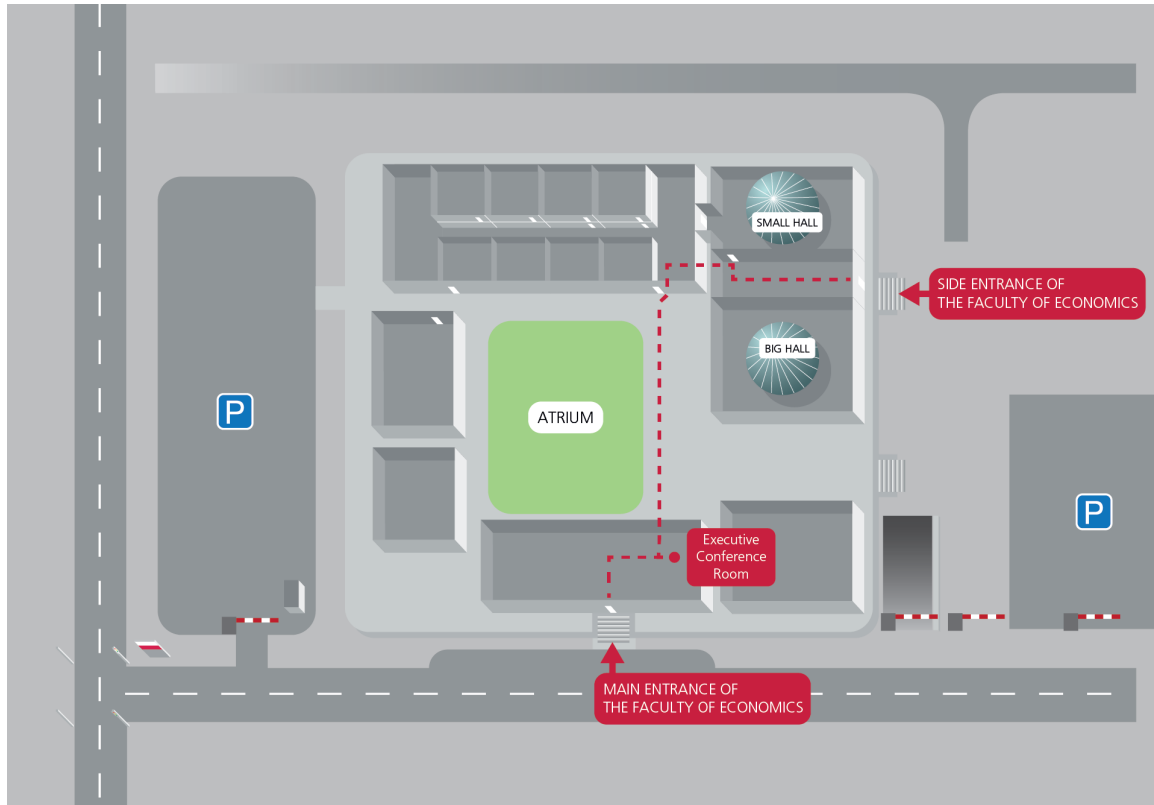 SMALL HALL
SIDE ENTRANCE OF
THE FACULTY OF ECONOMICS
BIG HALL
P
ATRIUM
P
Executive
Conference
Room
MAIN ENTRANCE OF
THE FACULTY OF ECONOMICS